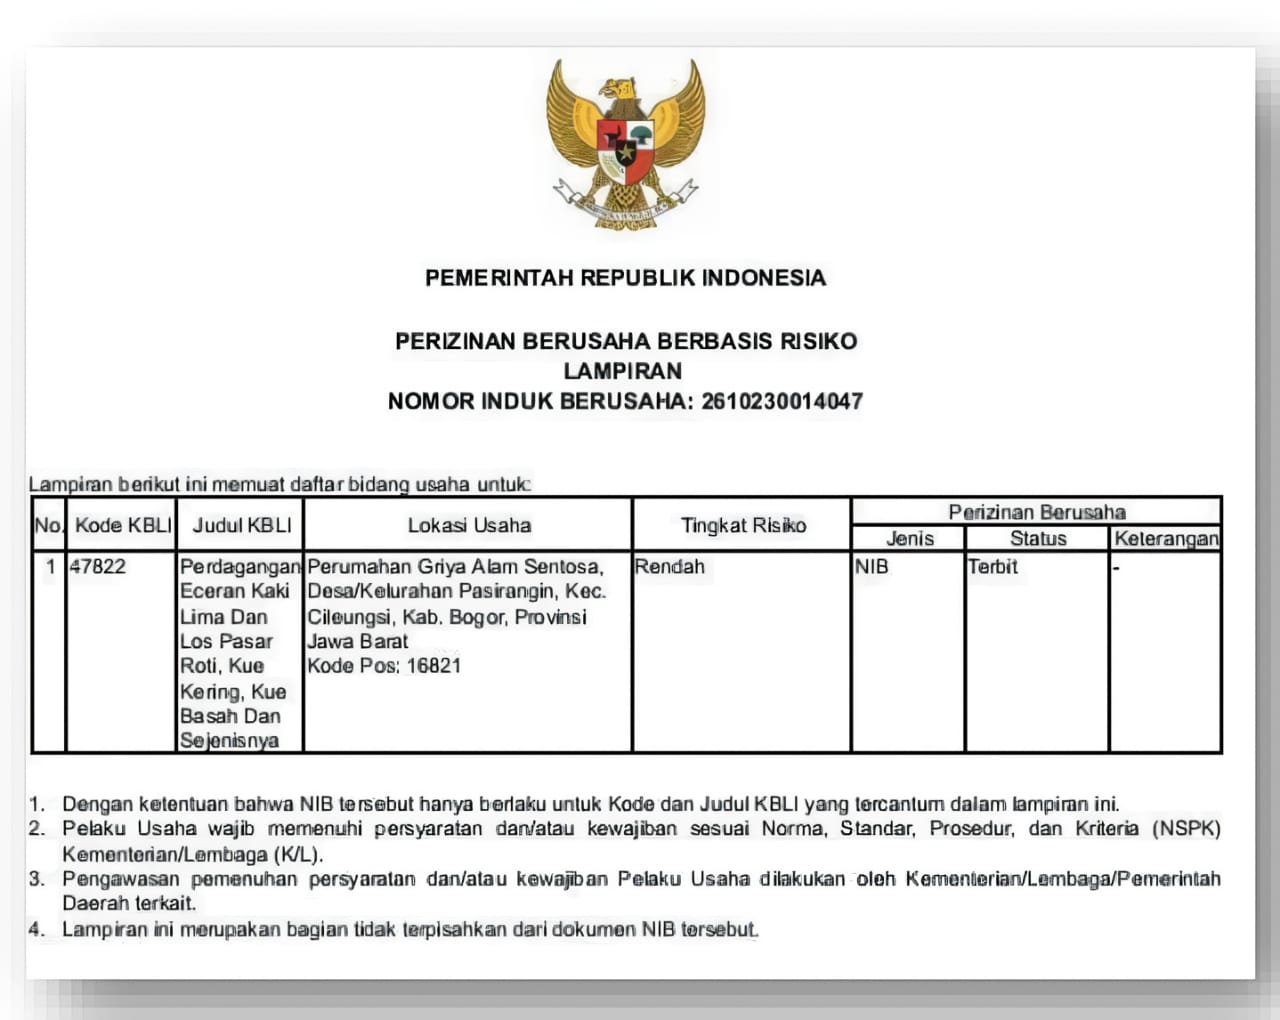 PEMERINTAH REPUBLIK INDONESIA
PERIZINAN BERUSAHA BERBASIS RISIKO
LAMPIRAN
NOMOR INDUK BERUSAHA: 2610230014047
Lampiran berikut ini memuat daftar bidang usaha untuk:
No. Kode KBLI Judul KBLI Lokasi Usaha Tingkat Risiko Perizinan Berusaha
Jenis Status Keterangan
1 47822 Perdagangan Perumahan Griya Alam Sentosa, Rendah NIB Terbit -
Eceran Kaki Desa/Kelurahan Pasirangin, Kec.
Lima Dan Cileungsi, Kab. Bogor, Provinsi
Los Pasar Jawa Barat
Roti, Kue Kode Pos: 16821
Kering, Kue
Basah Dan
Sejenisnya
1. Dengan ketentuan bahwa NIB tersebut hanya berlaku untuk Kode dan Judul KBLI yang tercantum dalam lampiran ini.
2. Pelaku Usaha wajib memenuhi persyaratan dan/atau kewajiban sesuai Norma, Standar, Prosedur, dan Kriteria (NSPK)
Kementerian/Lembaga (K/L).
3. Pengawasan pemenuhan persyaratan dan/atau kewajiban Pelaku Usaha dilakukan oleh Kementerian/Lembaga/Pemerintah
Daerah terkait.
4. Lampiran ini merupakan bagian tidak terpisahkan dari dokumen NIB tersebut.